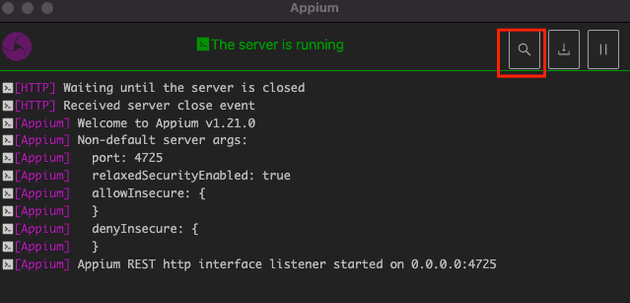 Appium
The server is running
[HTTP] Waiting until the server is closed
[HTTP] Received server close event
[Appium] Welcome to Appium v1.21.0
[Appium] Non-default server args:
[Appium]   port: 4725
[Appium]   relaxedSecurityEnabled: true
[Appium]   allowInsecure: {
[Appium]   }
[Appium]   denyInsecure: {
[Appium]   }
[Appium] Appium REST http interface listener started on 0.0.0.0:4725